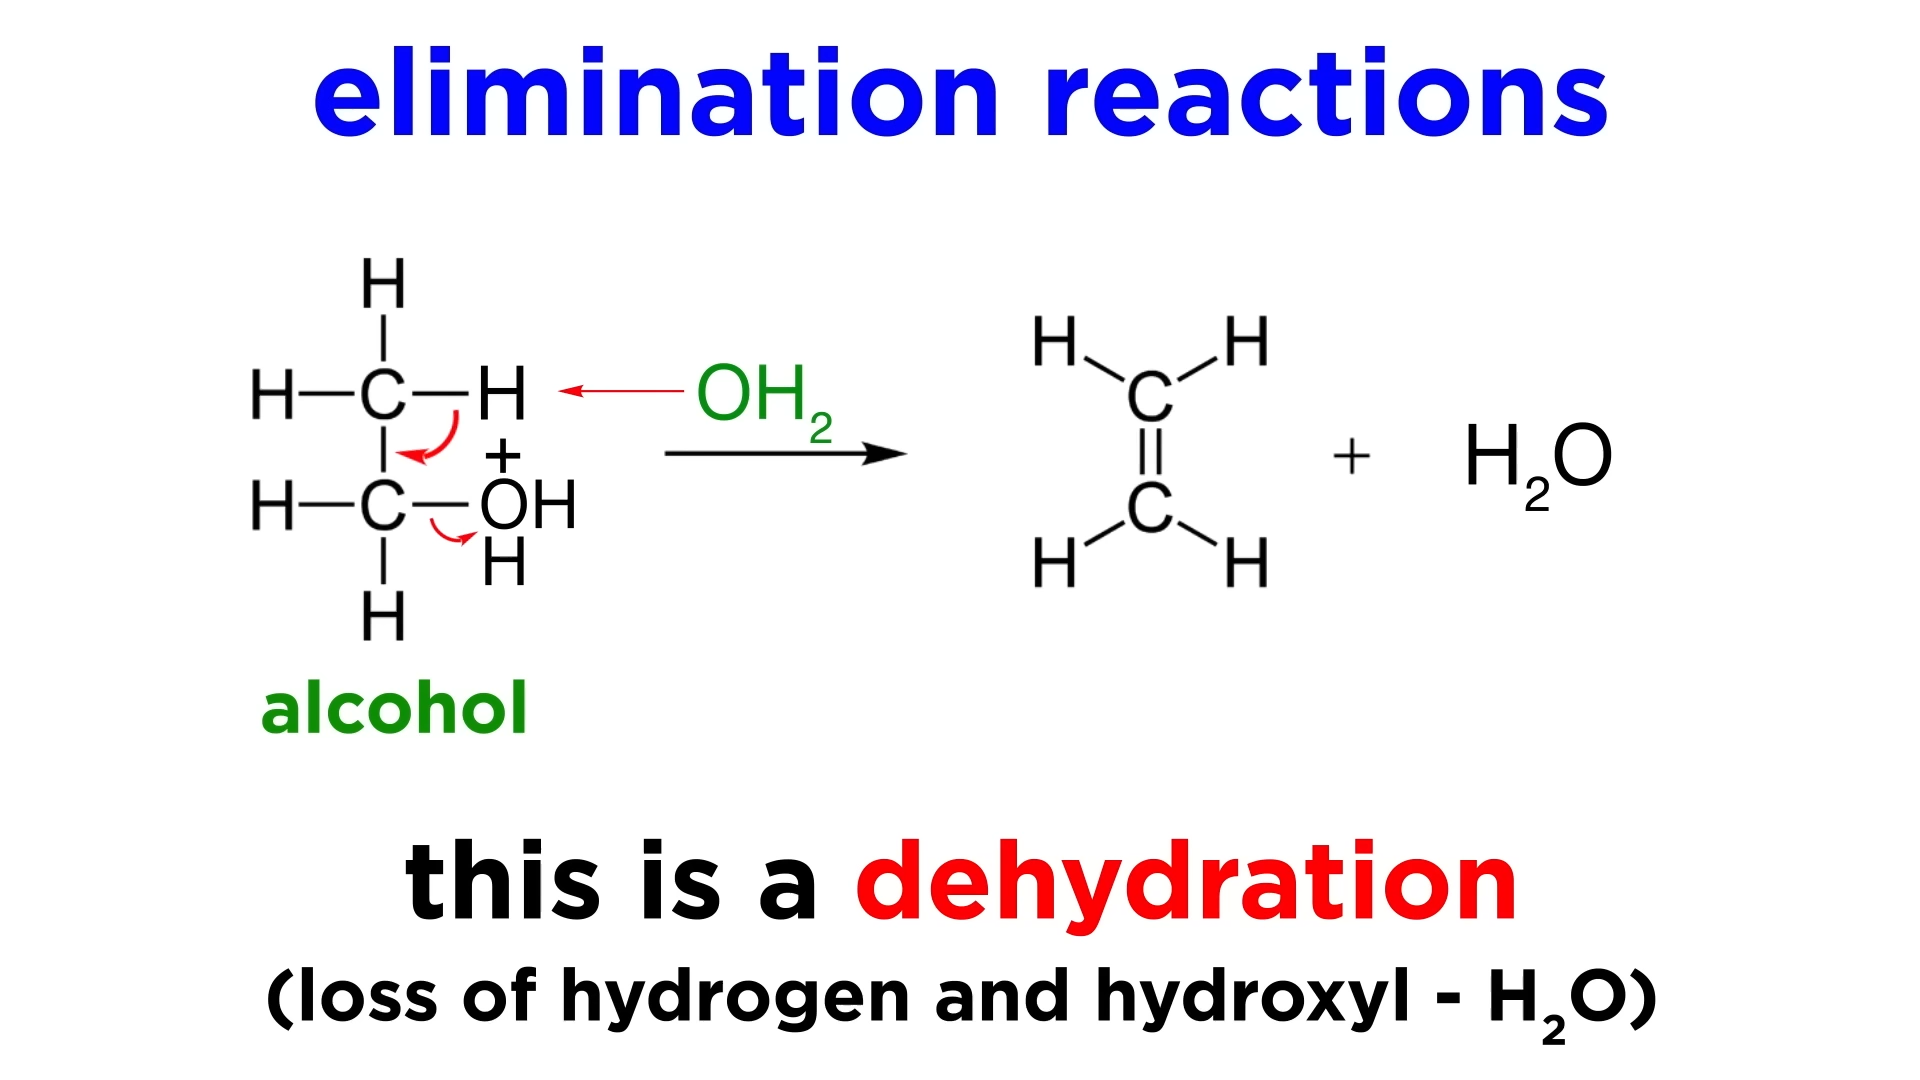 elimination reactions
H
H—C—H OH₂
+
H—C—OH
H
H
H H
C
C
H H
+ H₂O
alcohol
this is a dehydration
(loss of hydrogen and hydroxyl - H₂O)